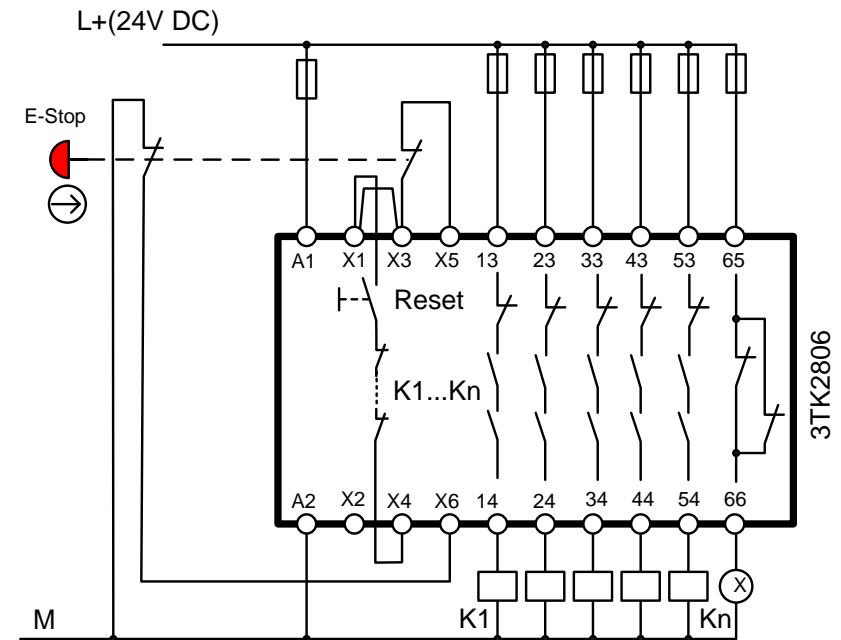 L+(24V DC)
E-Stop
A1 X1 X3 X5 13 23 33 43 53 65
Reset
K1...Kn
3TK2806
A2 X2 X4 X6 14 24 34 44 54 66
X
K1 Kn
M